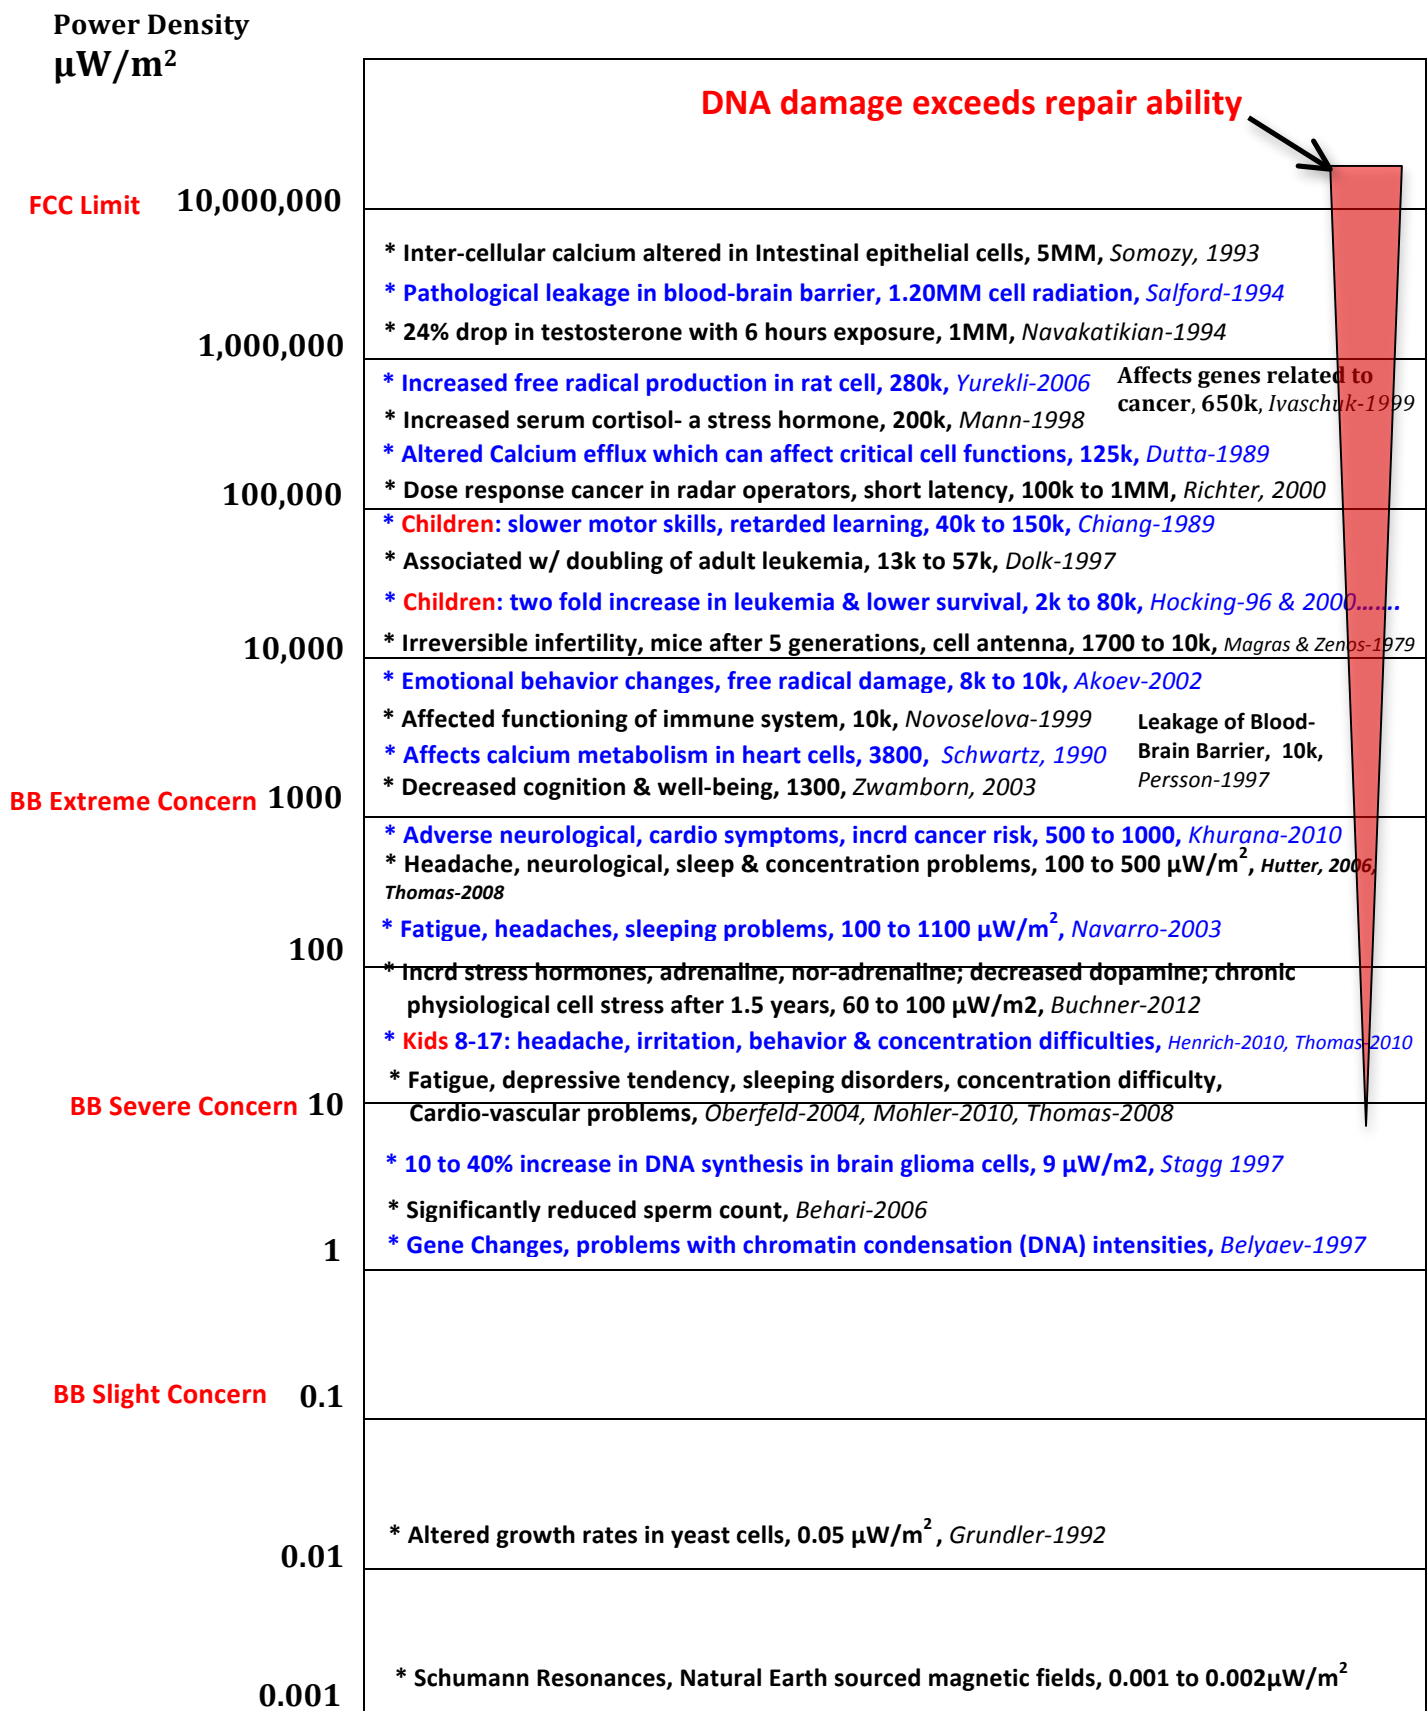 Power Density
µW/m²
DNA damage exceeds repair ability
FCC Limit 10,000,000
* Inter-cellular calcium altered in Intestinal epithelial cells, 5MM, Somozy, 1993
* Pathological leakage in blood-brain barrier, 1.20MM cell radiation, Salford-1994
* 24% drop in testosterone with 6 hours exposure, 1MM, Navakatikian-1994
1,000,000
* Increased free radical production in rat cell, 280k, Yurekli-2006
Affects genes related to
cancer, 650k, Ivaschuk-1999
* Increased serum cortisol- a stress hormone, 200k, Mann-1998
* Altered Calcium efflux which can affect critical cell functions, 125k, Dutta-1989
* Dose response cancer in radar operators, short latency, 100k to 1MM, Richter, 2000
100,000
* Children: slower motor skills, retarded learning, 40k to 150k, Chiang-1989
* Associated w/ doubling of adult leukemia, 13k to 57k, Dolk-1997
* Children: two fold increase in leukemia & lower survival, 2k to 80k, Hocking-96 & 2000.......
* Irreversible infertility, mice after 5 generations, cell antenna, 1700 to 10k, Magras & Zenos-1979
10,000
* Emotional behavior changes, free radical damage, 8k to 10k, Akoev-2002
* Affected functioning of immune system, 10k, Novoselova-1999
Leakage of Blood-
Brain Barrier, 10k,
Persson-1997
* Affects calcium metabolism in heart cells, 3800, Schwartz, 1990
* Decreased cognition & well-being, 1300, Zwamborn, 2003
BB Extreme Concern 1000
* Adverse neurological, cardio symptoms, incrd cancer risk, 500 to 1000, Khurana-2010
* Headache, neurological, sleep & concentration problems, 100 to 500 µW/m², Hutter, 2006,
Thomas-2008
* Fatigue, headaches, sleeping problems, 100 to 1100 µW/m², Navarro-2003
100
* Incrd stress hormones, adrenaline, nor-adrenaline; decreased dopamine; chronic
physiological cell stress after 1.5 years, 60 to 100 µW/m2, Buchner-2012
* Kids 8-17: headache, irritation, behavior & concentration difficulties, Henrich-2010, Thomas-2010
* Fatigue, depressive tendency, sleeping disorders, concentration difficulty,
BB Severe Concern 10
Cardio-vascular problems, Oberfeld-2004, Mohler-2010, Thomas-2008
* 10 to 40% increase in DNA synthesis in brain glioma cells, 9 µW/m2, Stagg 1997
* Significantly reduced sperm count, Behari-2006
* Gene Changes, problems with chromatin condensation (DNA) intensities, Belyaev-1997
1
BB Slight Concern 0.1
* Altered growth rates in yeast cells, 0.05 µW/m² , Grundler-1992
0.01
* Schumann Resonances, Natural Earth sourced magnetic fields, 0.001 to 0.002µW/m²
0.001